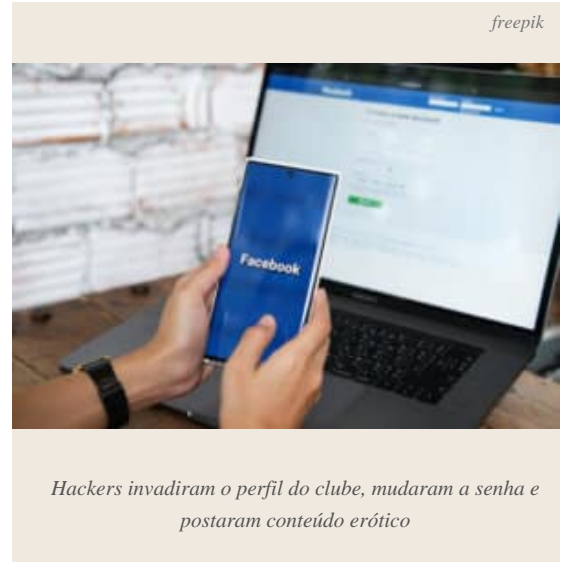 freepik
Facebook
Hackers invadiram o perfil do clube, mudaram a senha e
postaram conteúdo erótico